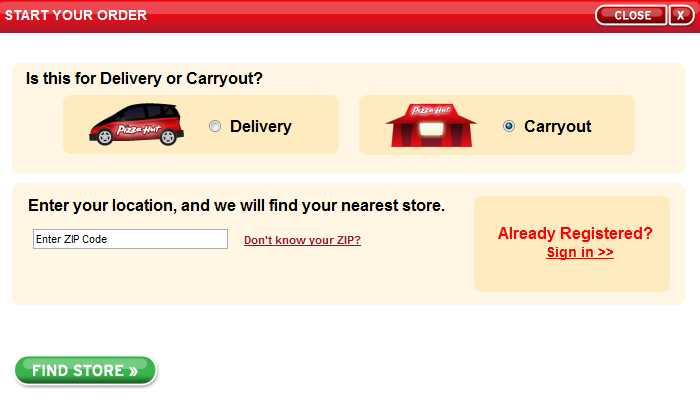 START YOUR ORDER
CLOSE X
Is this for Delivery or Carryout?
Pizza Hut Delivery
Pizza Hut Carryout
Enter your location, and we will find your nearest store.
Enter ZIP Code
Don't know your ZIP?
Already Registered?
Sign in >>
FIND STORE »